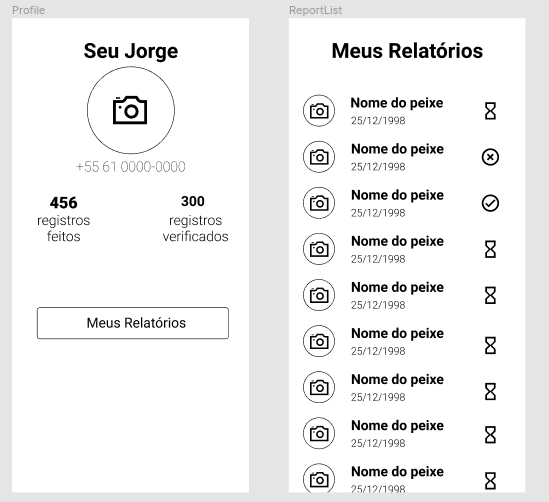 Profile
Seu Jorge
+55 61 0000-0000
456
registros
feitos
300
registros
verificados
Meus Relatórios
ReportList
Meus Relatórios
Nome do peixe
25/12/1998
Nome do peixe
25/12/1998
Nome do peixe
25/12/1998
Nome do peixe
25/12/1998
Nome do peixe
25/12/1998
Nome do peixe
25/12/1998
Nome do peixe
25/12/1998
Nome do peixe
25/12/1998
Nome do peixe
25/12/1998